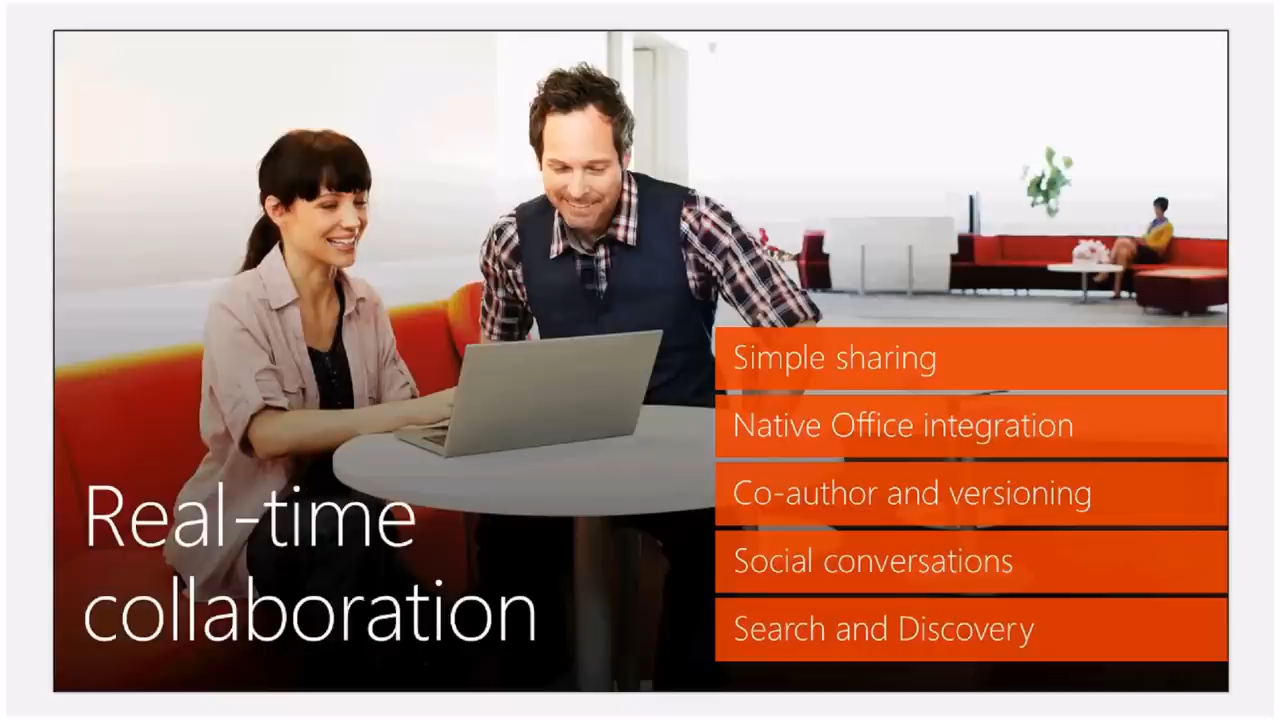 Real-time
collaboration
Simple sharing
Native Office integration
Co-author and versioning
Social conversations
Search and Discovery